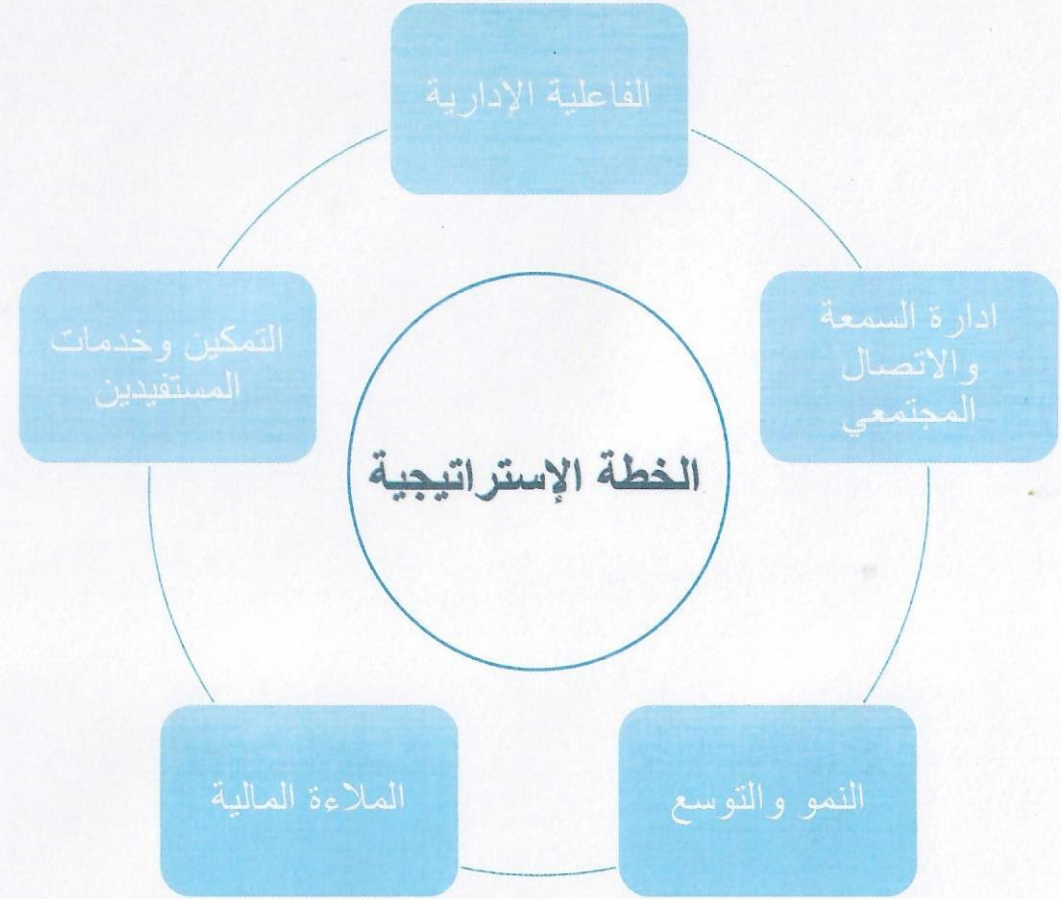 الفاعلية الإدارية
ادارة السمعة
والاتصال
المجتمعي
التمكين وخدمات
المستفيدين
الخطة الإستراتيجية
النمو والتوسع
الملاءة المالية